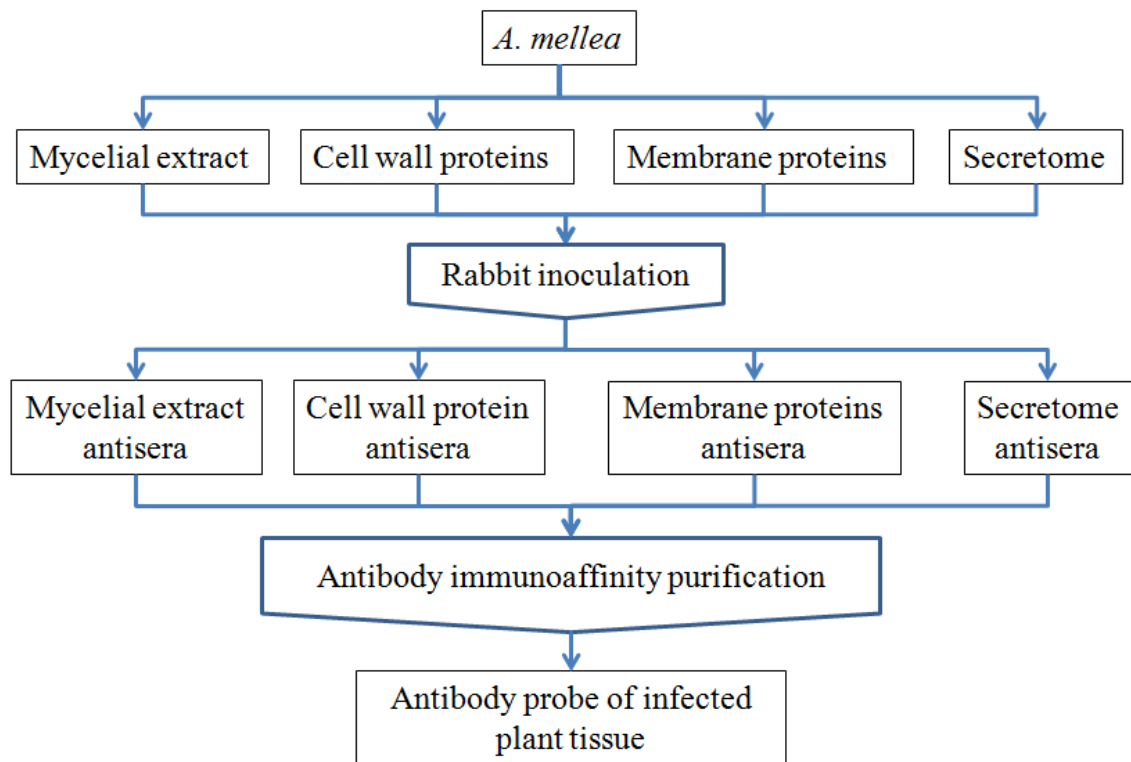 A. mellea
Mycelial extract
Cell wall proteins
Membrane proteins
Secretome
Rabbit inoculation
Mycelial extract
antisera
Cell wall protein
antisera
Membrane proteins
antisera
Secretome
antisera
Antibody immunoaffinity purification
Antibody probe of infected
plant tissue